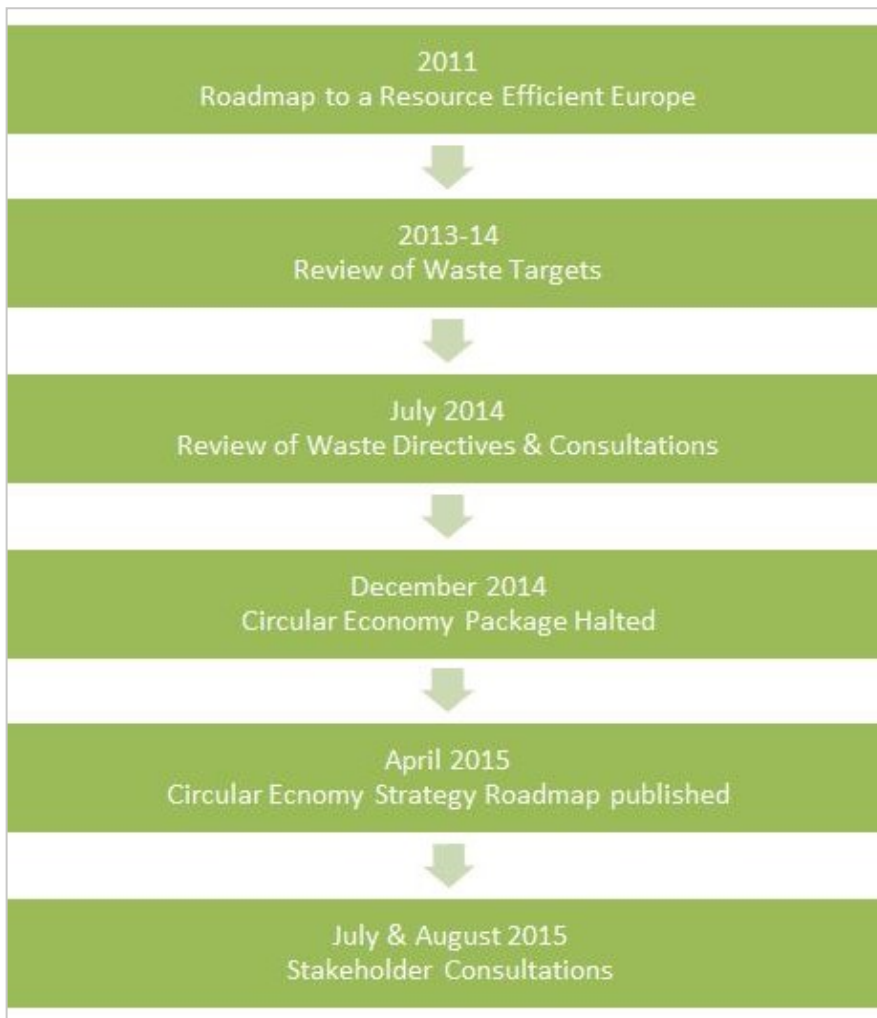 2011
Roadmap to a Resource Efficient Europe
2013-14
Review of Waste Targets
July 2014
Review of Waste Directives & Consultations
December 2014
Circular Economy Package Halted
April 2015
Circular Ecnomy Strategy Roadmap published
July & August 2015
Stakeholder Consultations